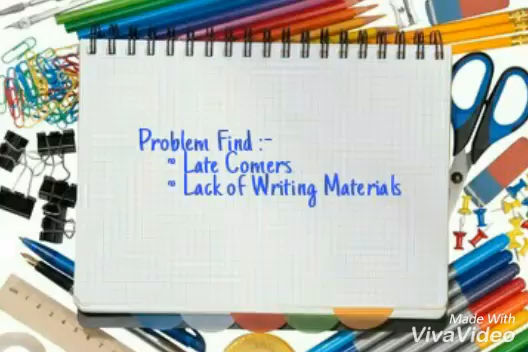 Problem Find :-
~ Late Comers
~ Lack of Writing Materials
Made With
VivaVideo